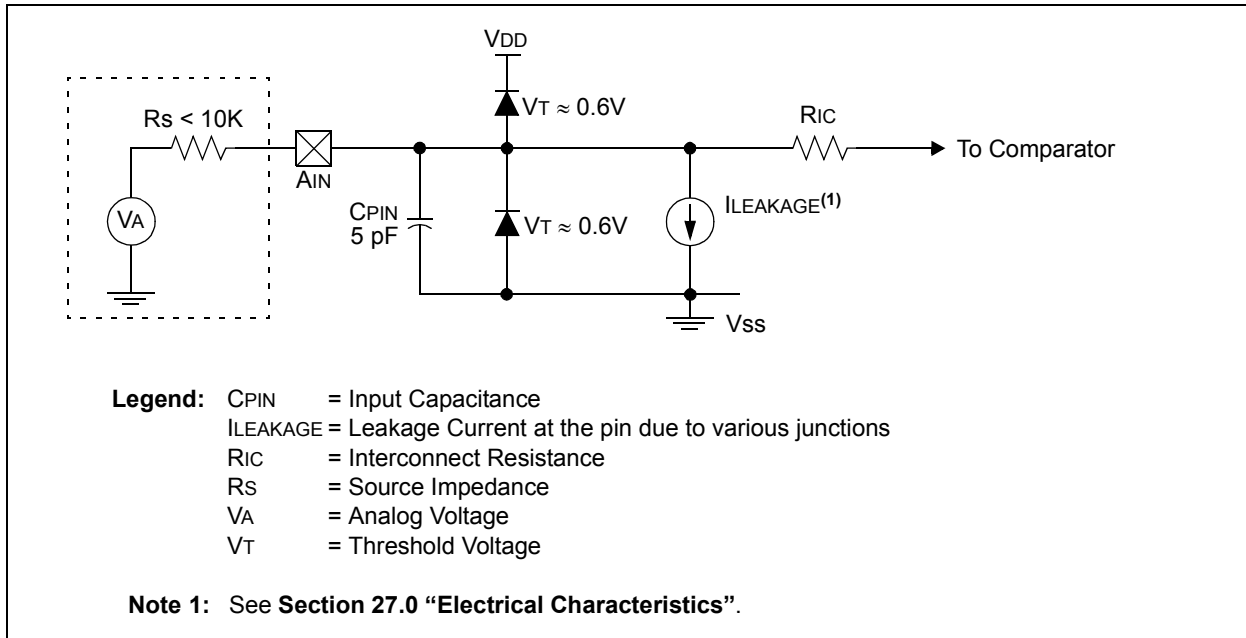 VDD
VT ≈ 0.6V
Rs < 10K
RIC
To Comparator
AIN
ILEAKAGE(1)
CPIN
5 pF
VA
VT ≈ 0.6V
Vss
Legend: CPIN = Input Capacitance
ILEAKAGE = Leakage Current at the pin due to various junctions
RIC = Interconnect Resistance
RS = Source Impedance
VA = Analog Voltage
VT = Threshold Voltage
Note 1: See Section 27.0 “Electrical Characteristics”.